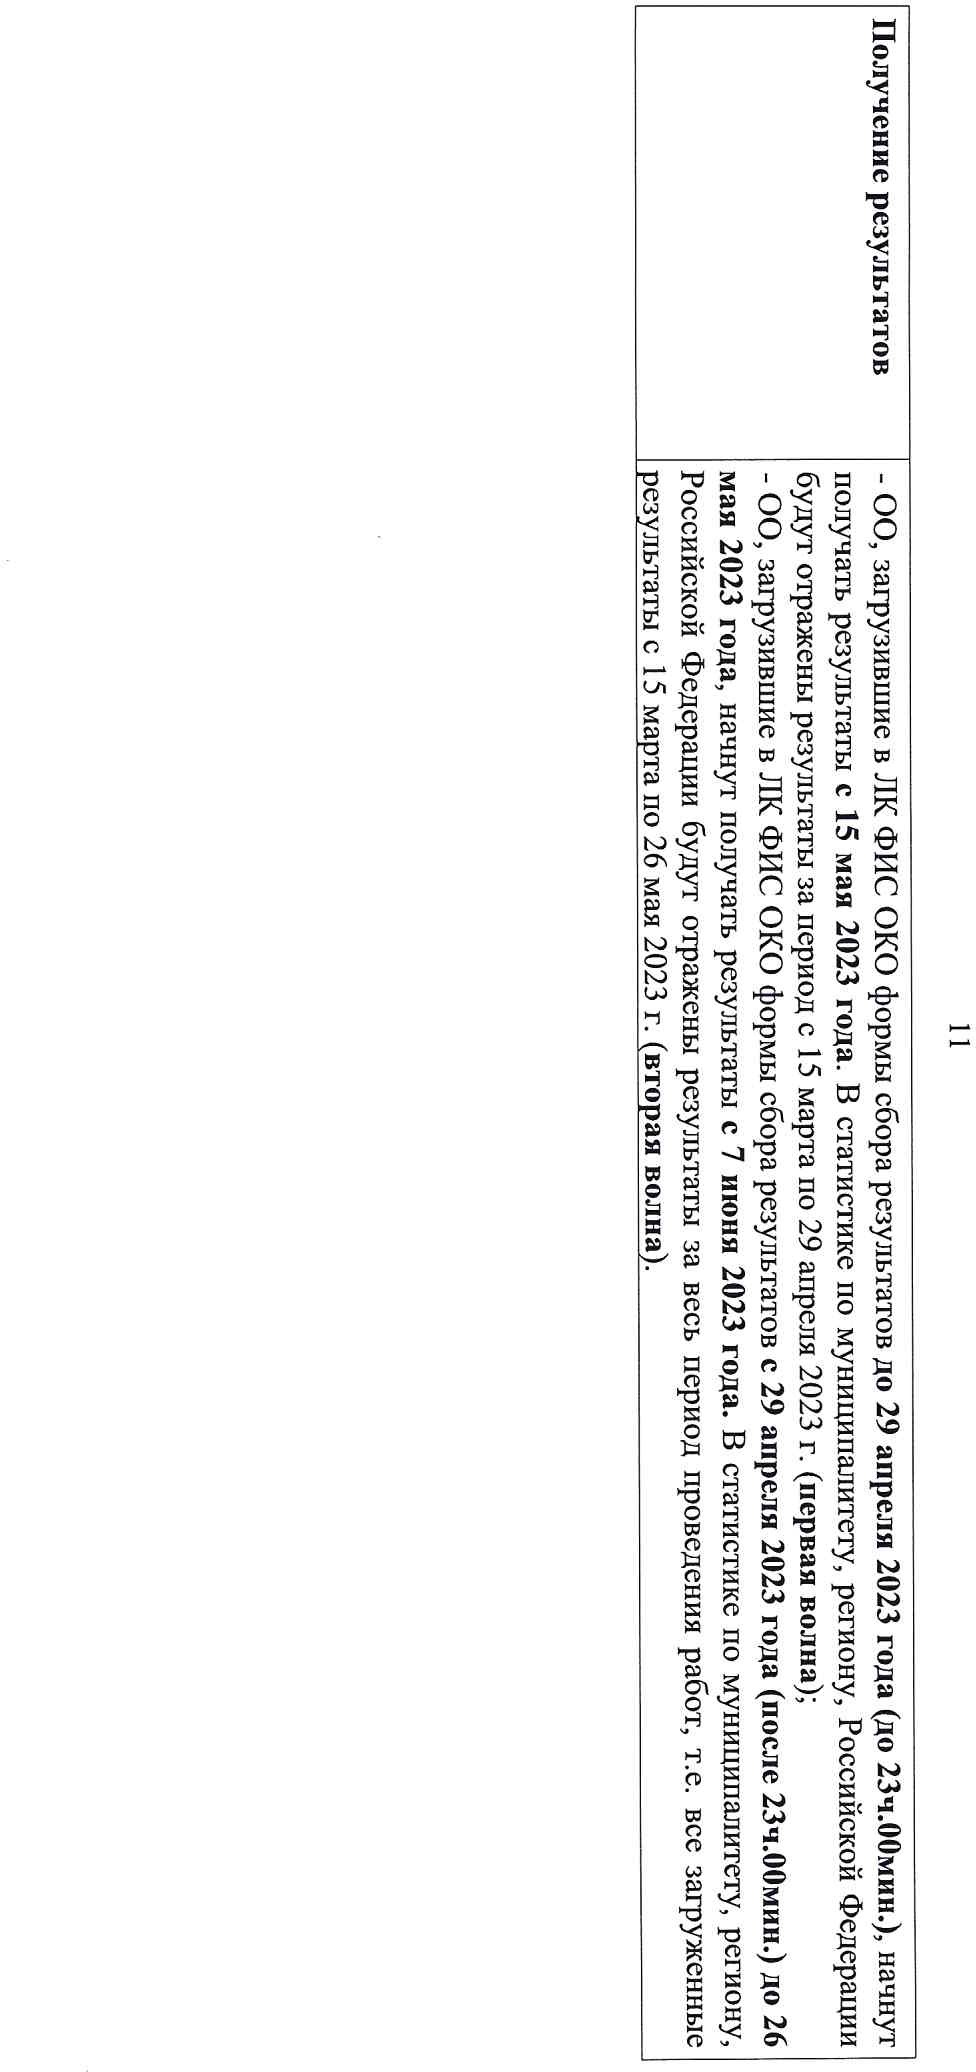 11
Получение результатов
- ОО, загрузившие в ЛК ФИС ОКО формы сбора результатов до 29 апреля 2023 года (до 23ч.00мин.), начнут
получать результаты с 15 мая 2023 года. В статистике по муниципалитету, региону, Российской Федерации
будут отражены результаты за период с 15 марта по 29 апреля 2023 г. (первая волна);
- ОО, загрузившие в ЛК ФИС ОКО формы сбора результатов с 29 апреля 2023 года (после 23ч.00мин.) до 26
мая 2023 года, начнут получать результаты с 7 июня 2023 года. В статистике по муниципалитету, региону,
Российской Федерации будут отражены результаты за весь период проведения работ, т.е. все загруженные
результаты с 15 марта по 26 мая 2023 г. (вторая волна).